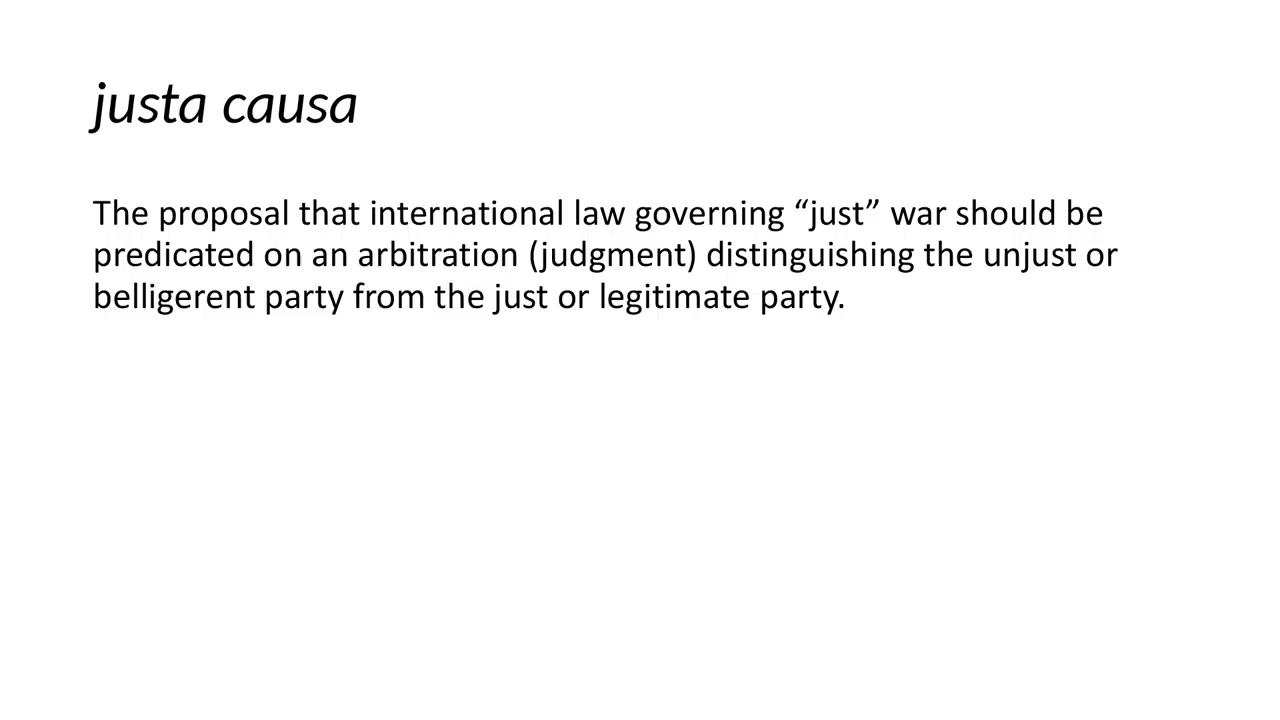 justa causa
The proposal that international law governing “just” war should be
predicated on an arbitration (judgment) distinguishing the unjust or
belligerent party from the just or legitimate party.